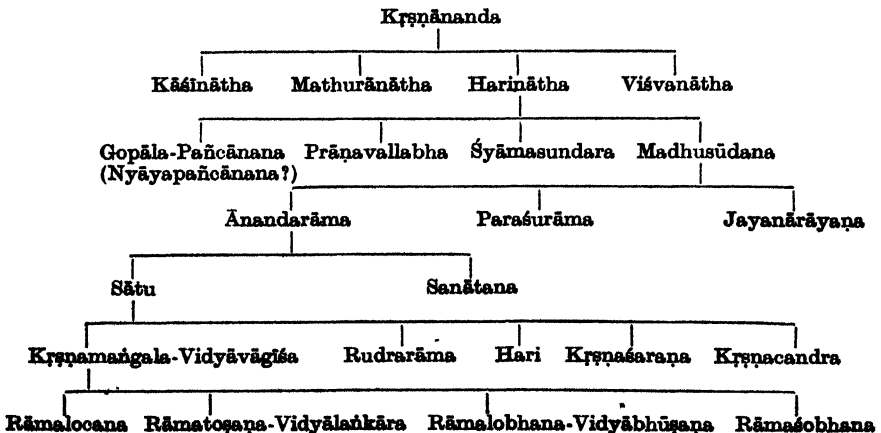 Kṛṣṇānanda
Kāśīnātha Mathurānātha Harinātha Viśvanātha
Gopāla-Pañcānana Prāṇavallabha Śyāmasundara Madhusūdana
(Nyāyapañcānana?)
Ānandarāma Paraśurāma Jayanārāyaṇa
Sātu Sanātana
Kṛṣṇamaṅgala-Vidyāvāgīśa Rudrarāma Hari Kṛṣṇaśaraṇa Kṛṣṇacandra
Rāmalocana Rāmatoṣaṇa-Vidyālaṅkāra Rāmalobhana-Vidyābhūṣaṇa Rāmaśobhana